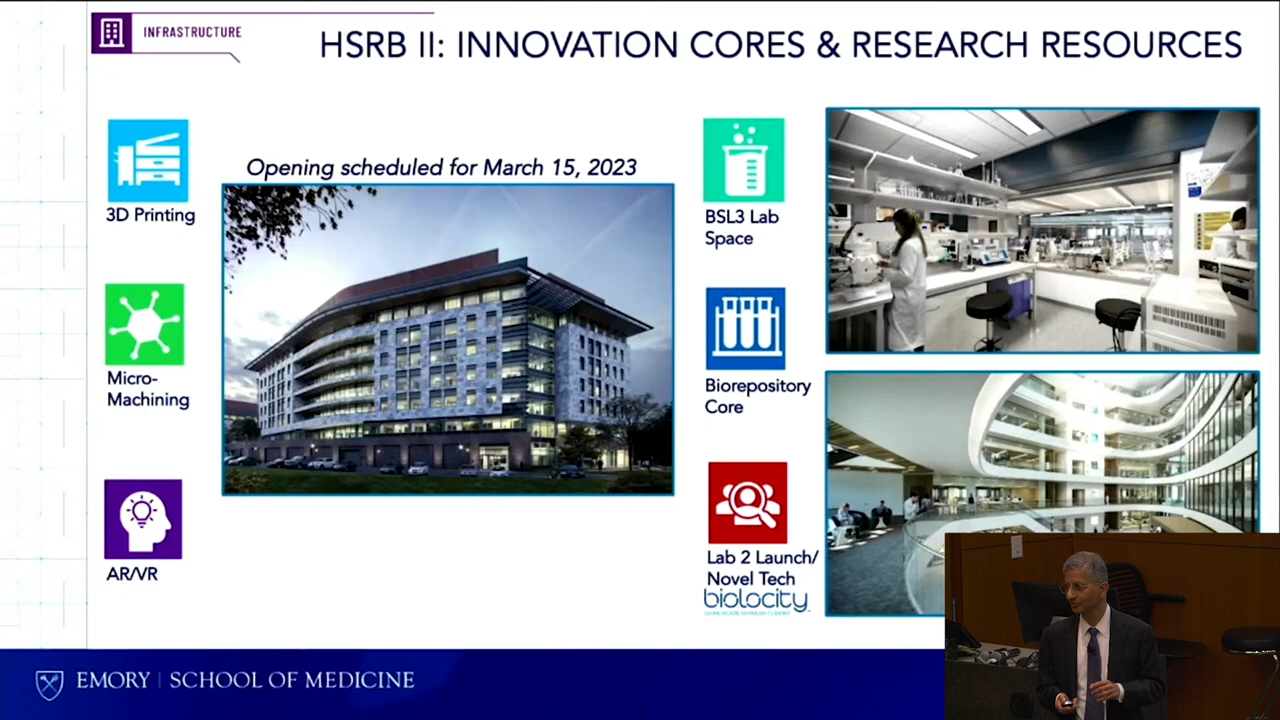 INFRASTRUCTURE
HSRB II: INNOVATION CORES & RESEARCH RESOURCES
Opening scheduled for March 15, 2023
3D Printing
Micro-
Machining
AR/VR
BSL3 Lab
Space
Biorepository
Core
Lab 2 Launch/
Novel Tech
biolocity
EMORY | SCHOOL OF MEDICINE